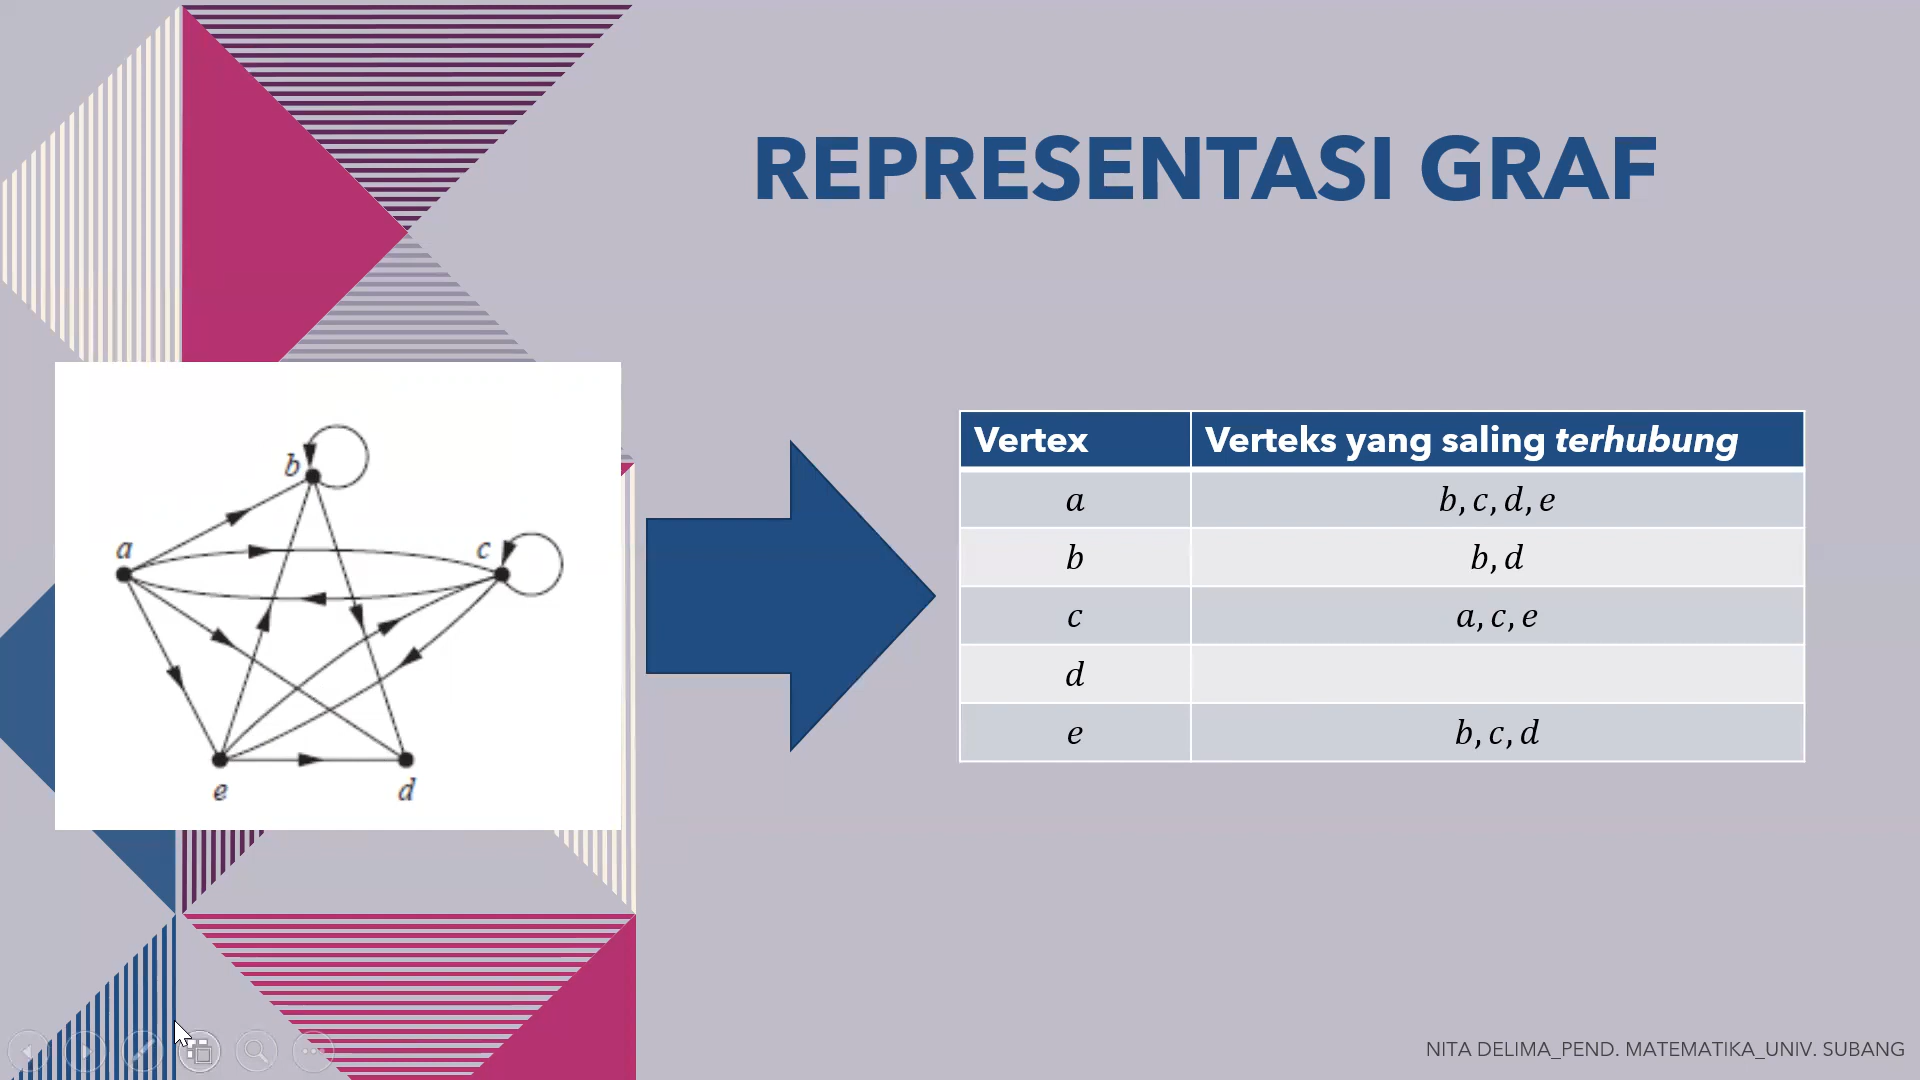 REPRESENTASI GRAF
b
a
c
e
d
Vertex Verteks yang saling terhubung
a b, c, d, e
b b, d
c a, c, e
d
e b, c, d
NITA DELIMA_PEND. MATEMATIKA_UNIV. SUBANG